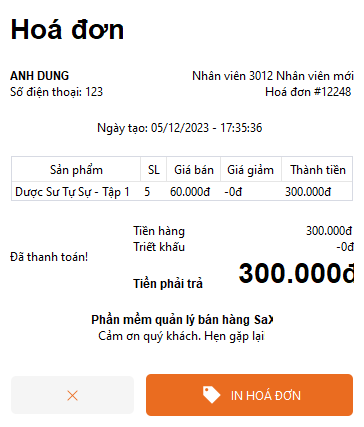 Hoá đơn
ANH DUNG Nhân viên 3012 Nhân viên mới
Số điện thoại: 123 Hoá đơn #12248
Ngày tạo: 05/12/2023 - 17:35:36
Sản phẩm SL Giá bán Giá giảm Thành tiền
Dược Sư Tự Sự - Tập 1 5 60.000đ -0đ 300.000đ
Tiền hàng 300.000đ
Triết khấu -0đ
Đã thanh toán!
Tiền phải trả 300.000đ
Phần mềm quản lý bán hàng SaX
Cảm ơn quý khách. Hẹn gặp lại
IN HOÁ ĐƠN